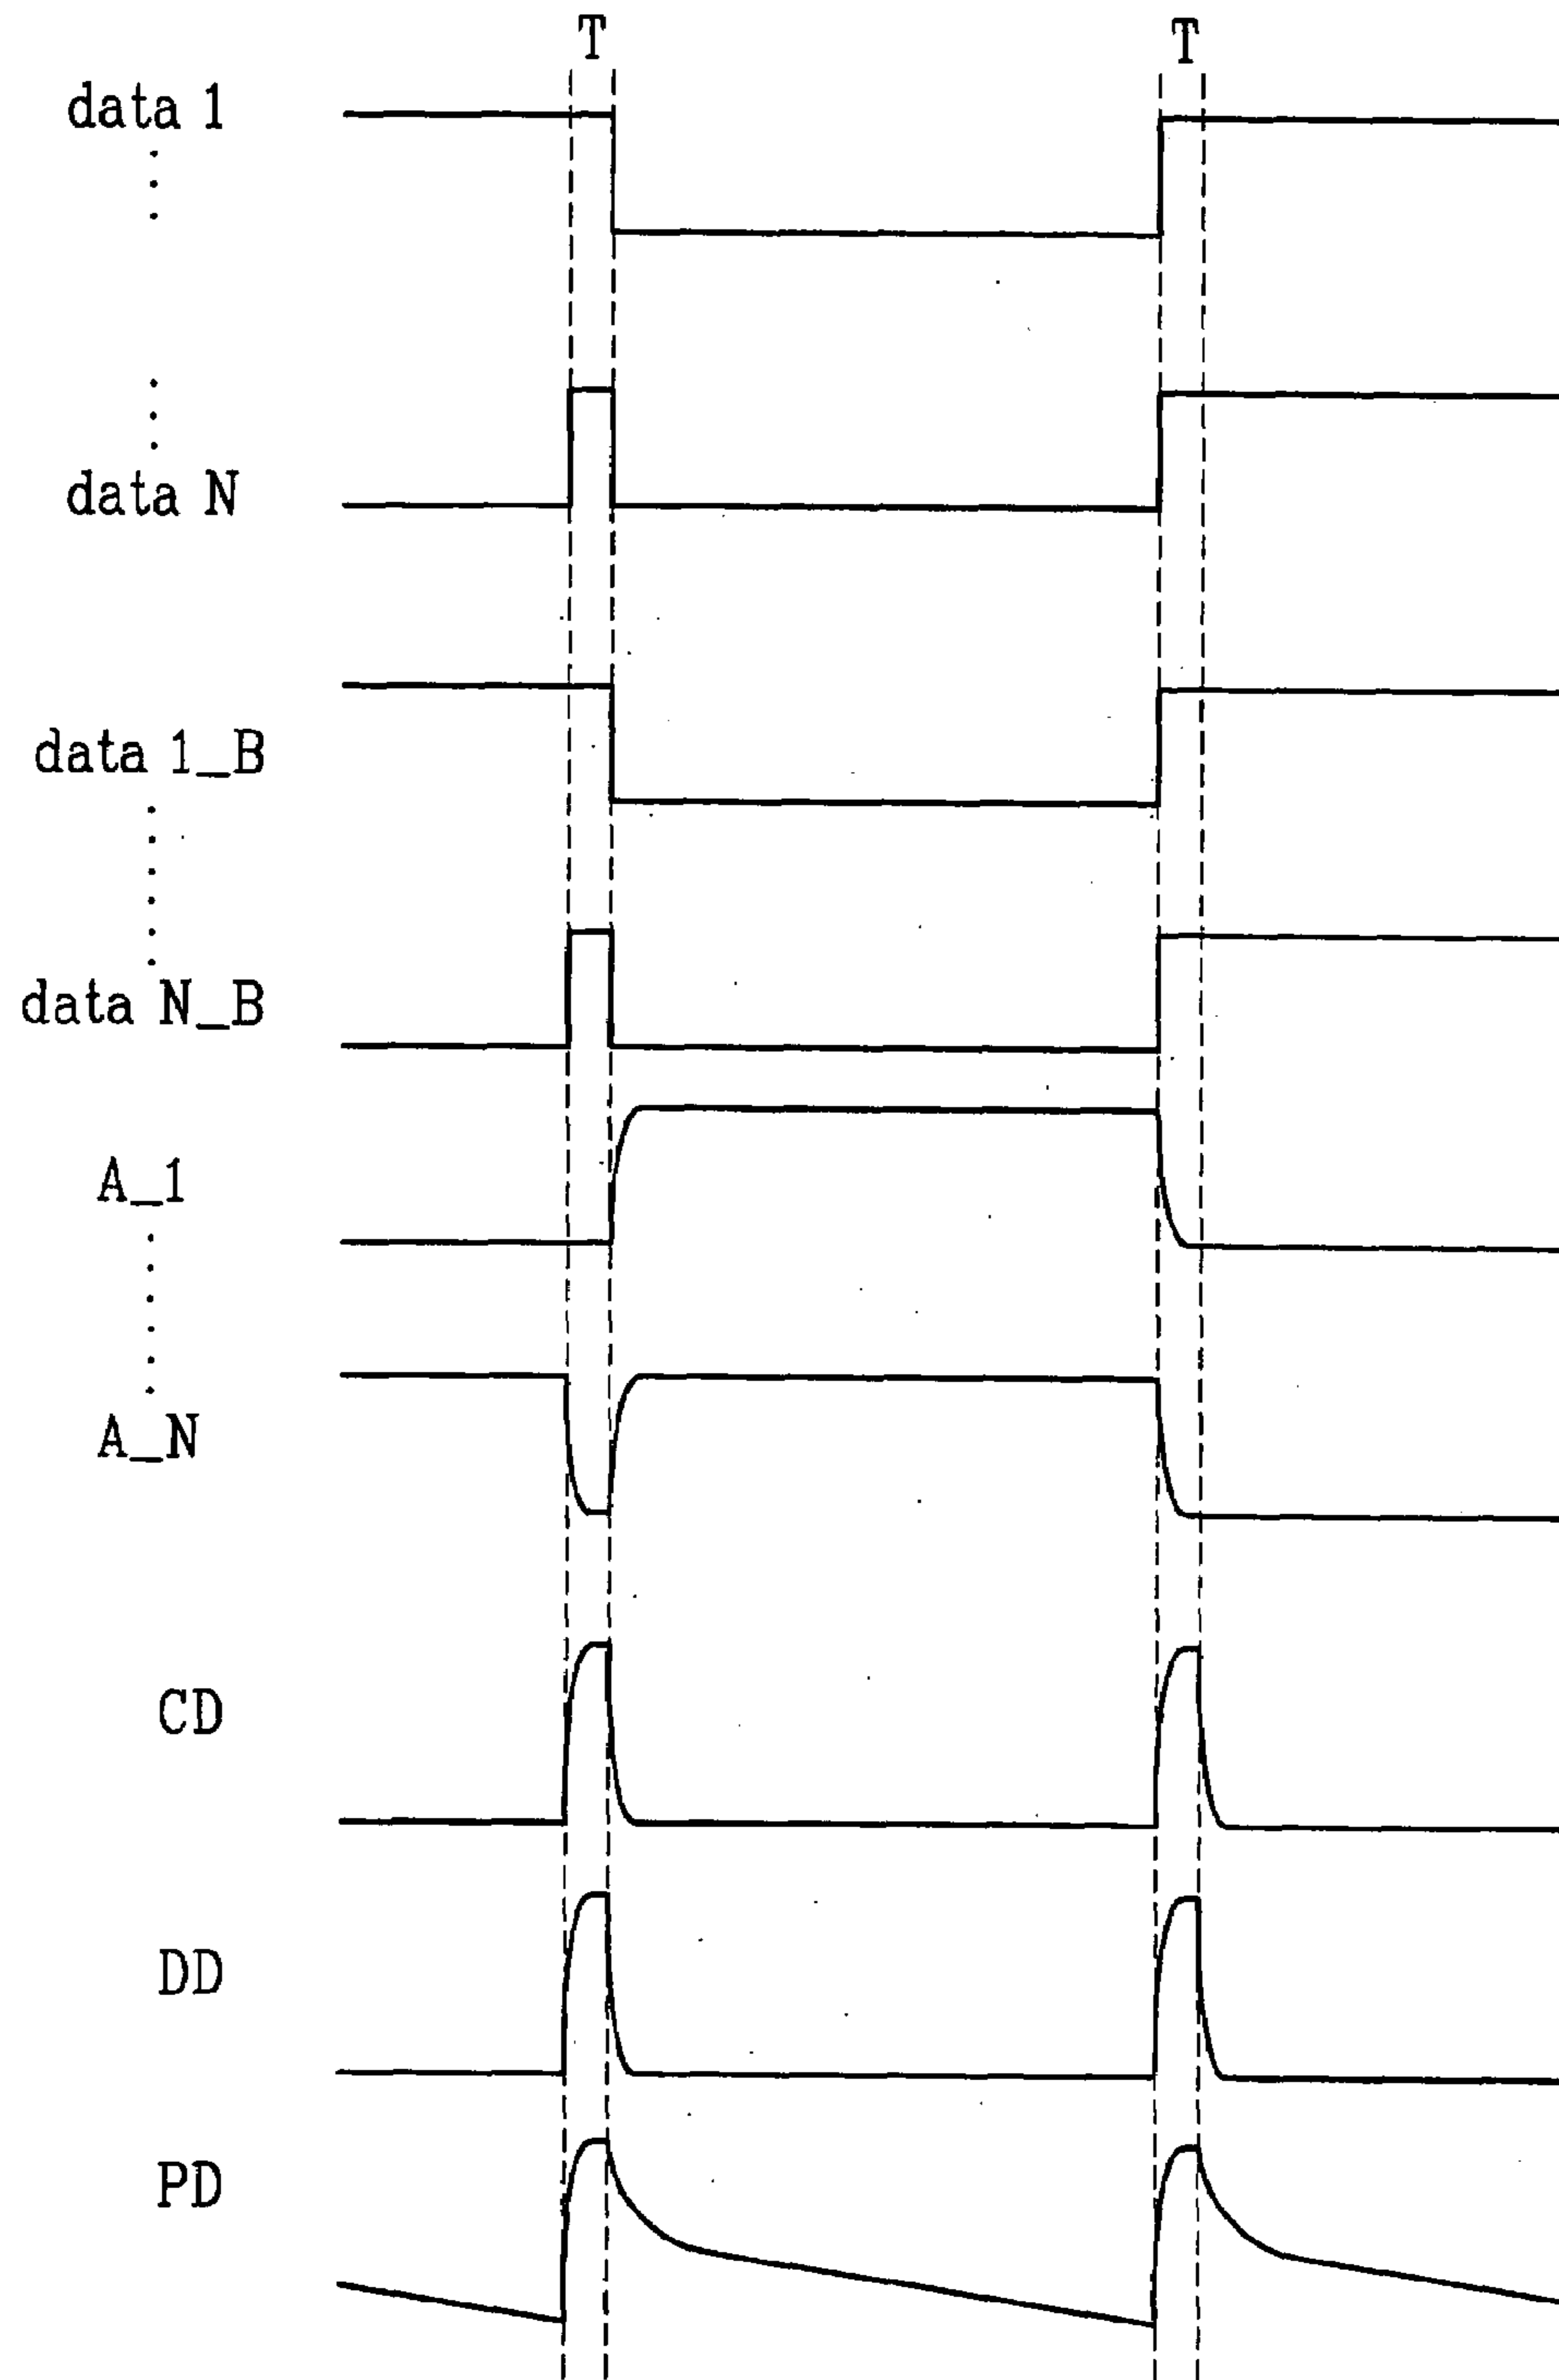 T T
data 1
data N
data 1_B
data N_B
A_1
A_N
CD
DD
PD